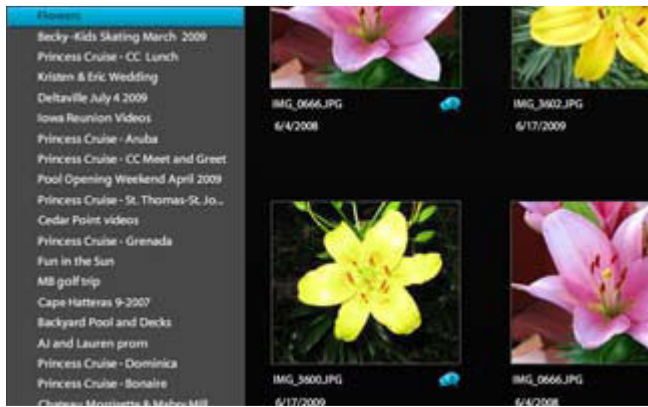 Flowers
Becky-Kids Skating March 2009
Princess Cruise - CC Lunch
Kristen & Eric Wedding
Deltaville July 4 2009
Iowa Reunion Videos
Princess Cruise - Aruba
Princess Cruise - CC Meet and Greet
Pool Opening Weekend April 2009
Princess Cruise - St. Thomas-St. Jo...
Cedar Point videos
Princess Cruise - Grenada
Fun in the Sun
MB golf trip
Cape Hatteras 9-2007
Backyard Pool and Decks
AJ and Lauren prom
Princess Cruise - Dominica
Princess Cruise - Bonaire
Chateau Morrisette & Mabry Mill
IMG_0666.JPG
6/4/2008
IMG_3602.JPG
6/17/2009
IMG_3600.JPG
6/17/2009
IMG_0666.JPG
6/4/2008